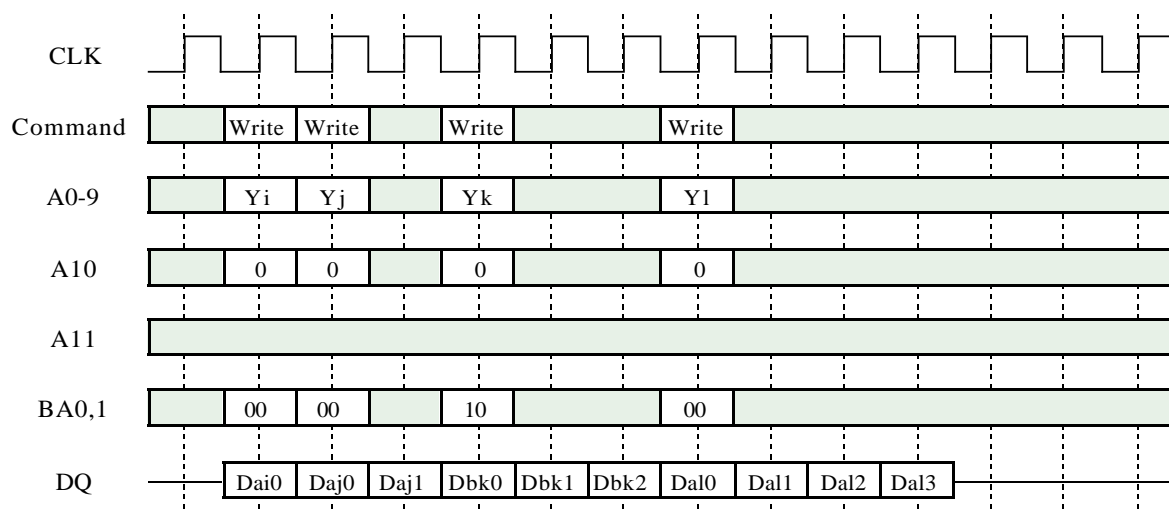 CLK
Command Write Write Write Write
A0-9 Yi Yj Yk Yl
A10 0 0 0 0
A11
BA0,1 00 00 10 00
DQ Dai0 Daj0 Daj1 Dbk0 Dbk1 Dbk2 Dal0 Dal1 Dal2 Dal3